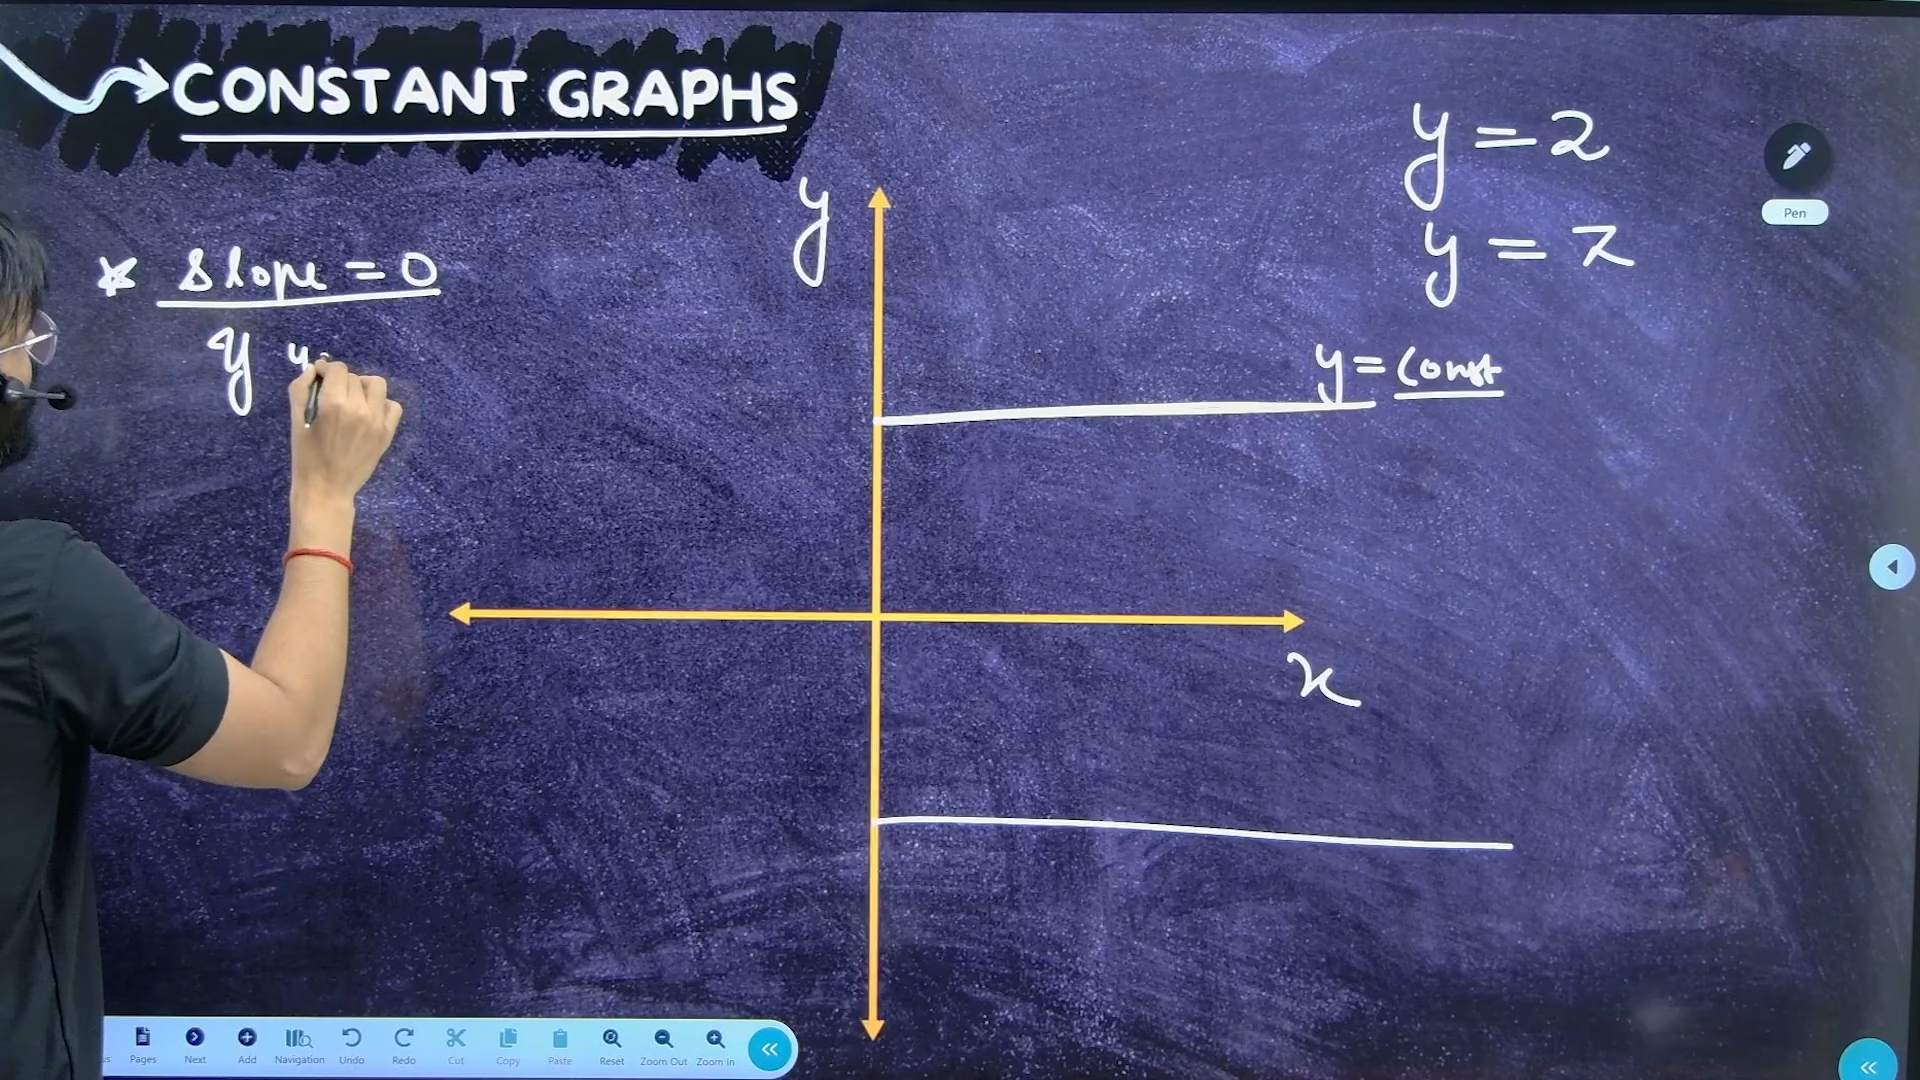 CONSTANT GRAPHS
y = 2
Pen
y
y = π
* slope = 0
y
y = const
x
Pages Next Add Navigation Undo Redo Cut Copy Paste Reset Zoom Out Zoom In